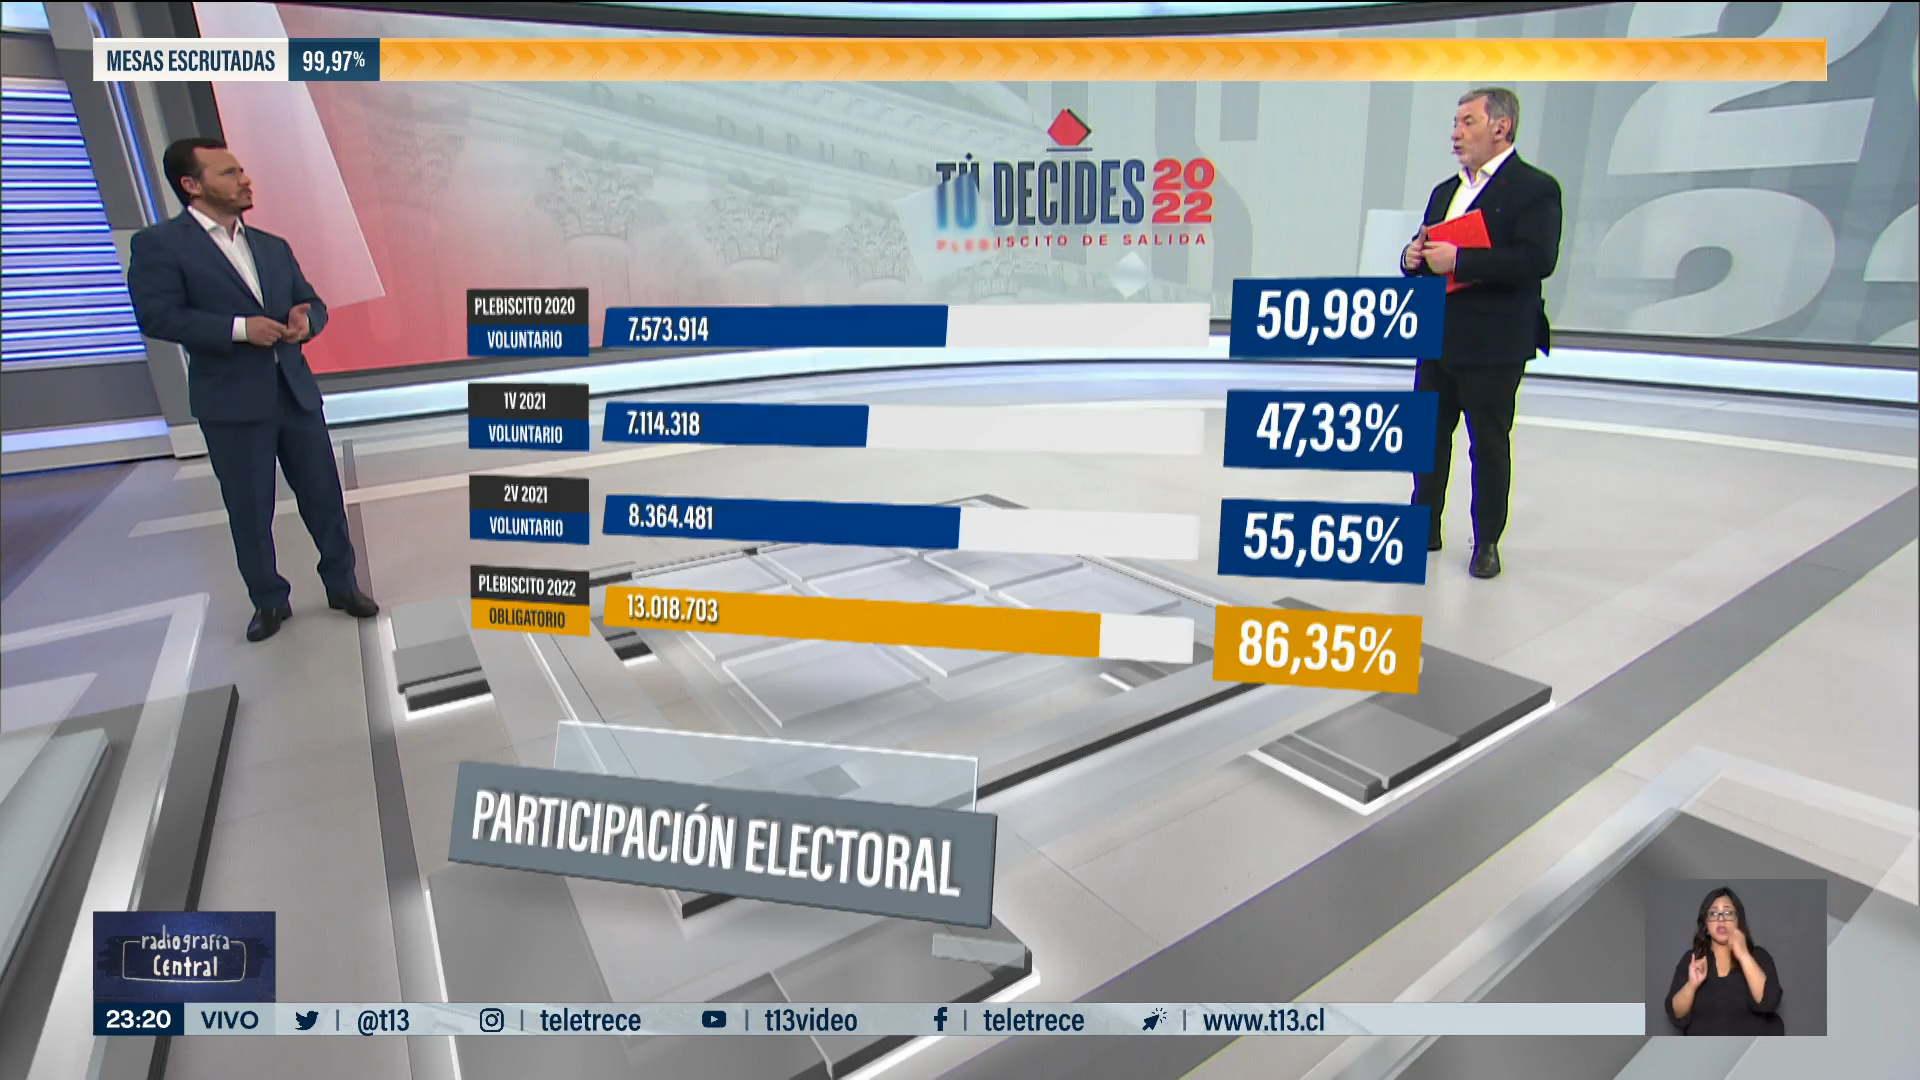 MESAS ESCRUTADAS 99,97%
TÚ DECIDES 2022
PLEBISCITO DE SALIDA
PLEBISCITO 2020
VOLUNTARIO
7.573.914
50,98%
1V 2021
VOLUNTARIO
7.114.318
47,33%
2V 2021
VOLUNTARIO
8.364.481
55,65%
PLEBISCITO 2022
OBLIGATORIO
13.018.703
86,35%
PARTICIPACIÓN ELECTORAL
radiografía
Central
23:20 VIVO @t13 teletrece t13video teletrece www.t13.cl